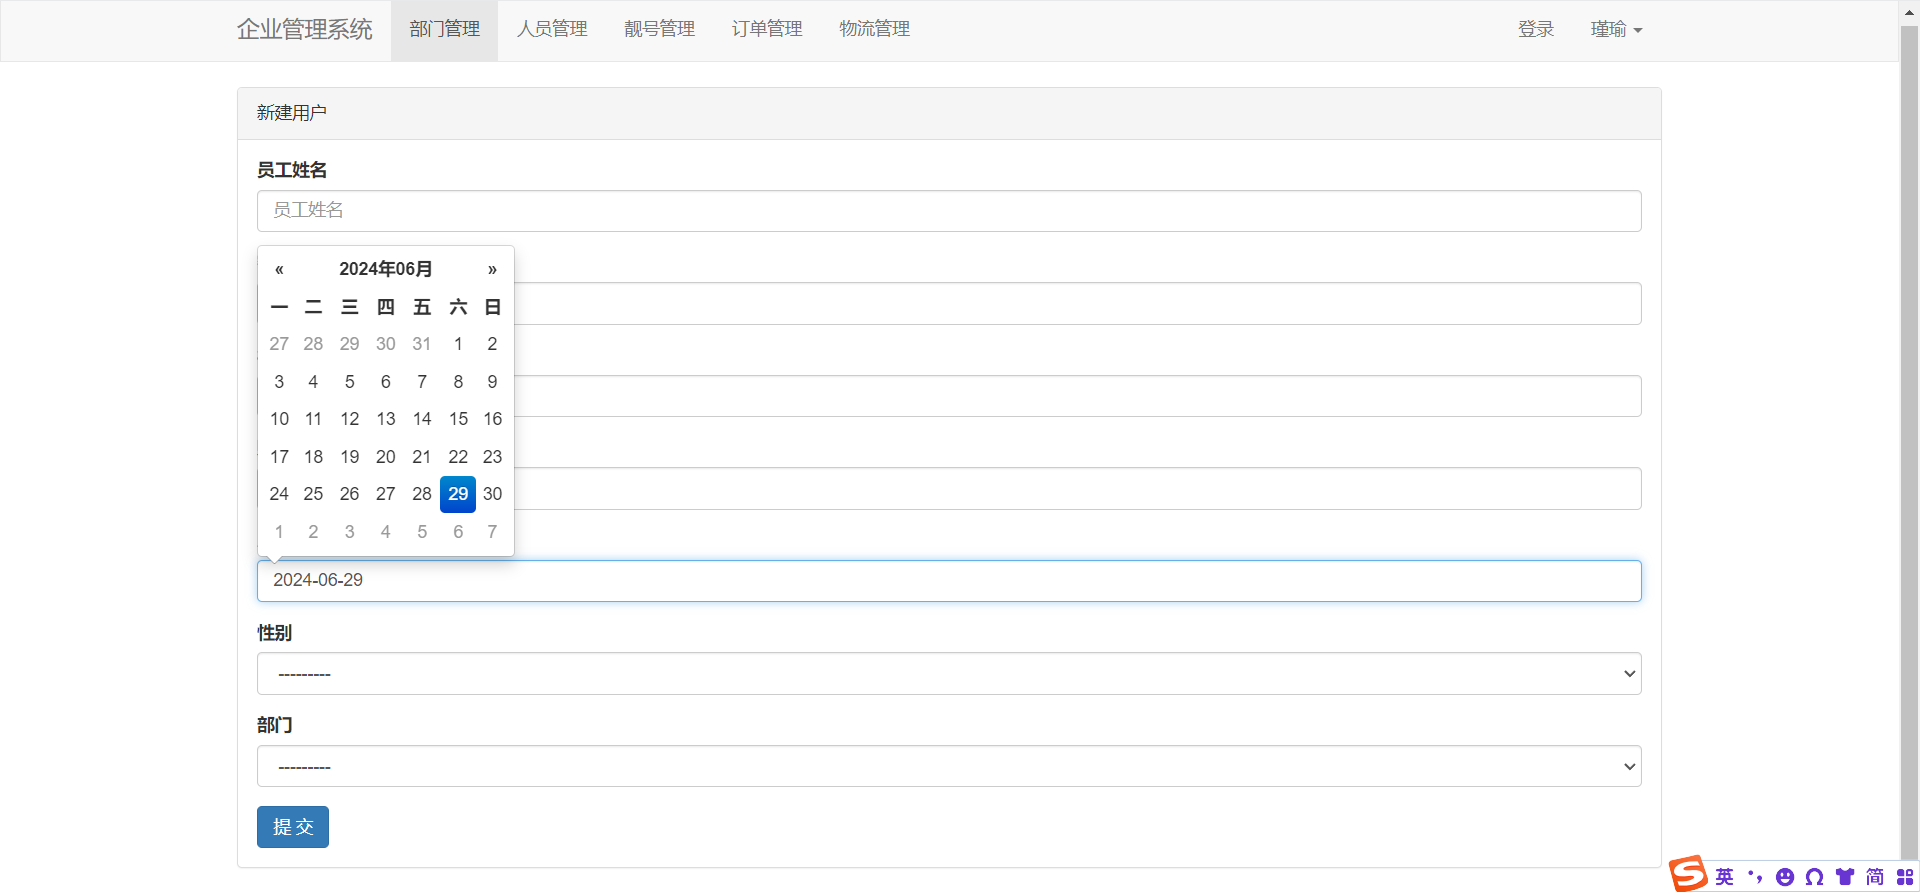 企业管理系统 部门管理 人员管理 靓号管理 订单管理 物流管理 登录 瑾瑜
新建用户
员工姓名
员工姓名
« 2024年06月 »
一 二 三 四 五 六 日
27 28 29 30 31 1 2
3 4 5 6 7 8 9
10 11 12 13 14 15 16
17 18 19 20 21 22 23
24 25 26 27 28 29 30
1 2 3 4 5 6 7
2024-06-29
性别
---------
部门
---------
提 交
S 英 简